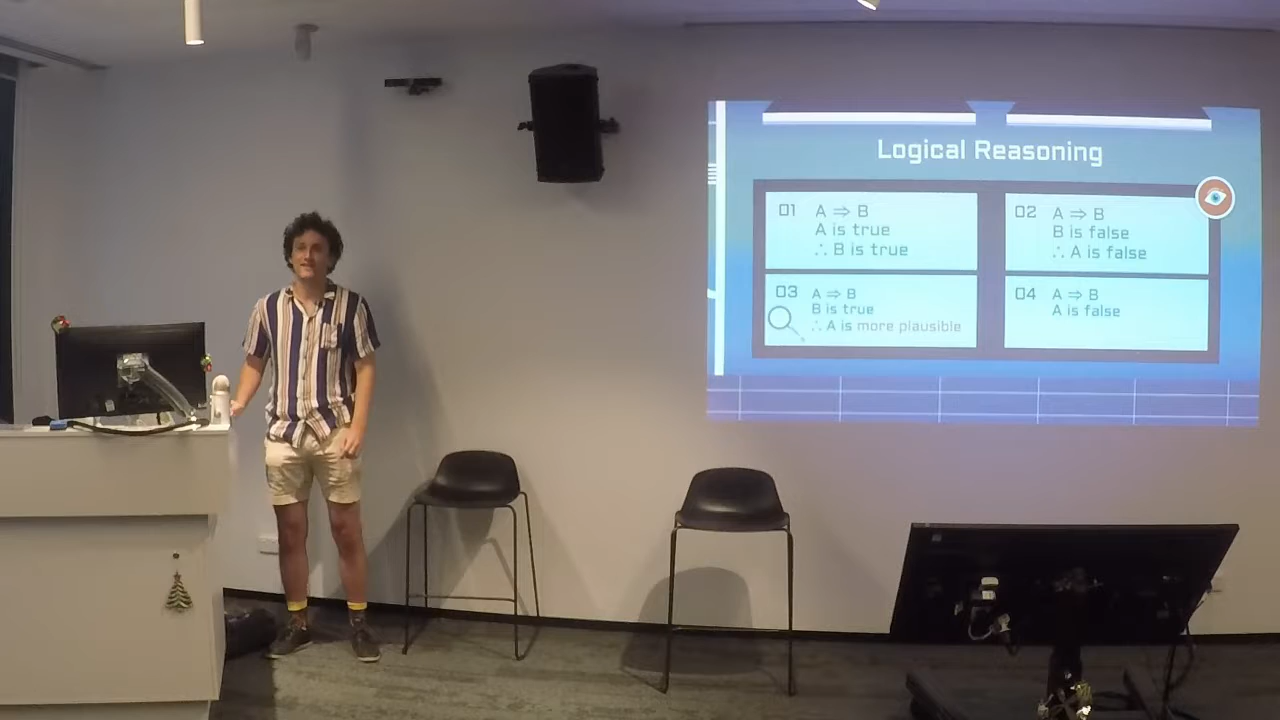 Logical Reasoning
01 A ⇒ B
A is true
∴ B is true
02 A ⇒ B
B is false
∴ A is false
03 A ⇒ B
B is true
∴ A is more plausible
04 A ⇒ B
A is false